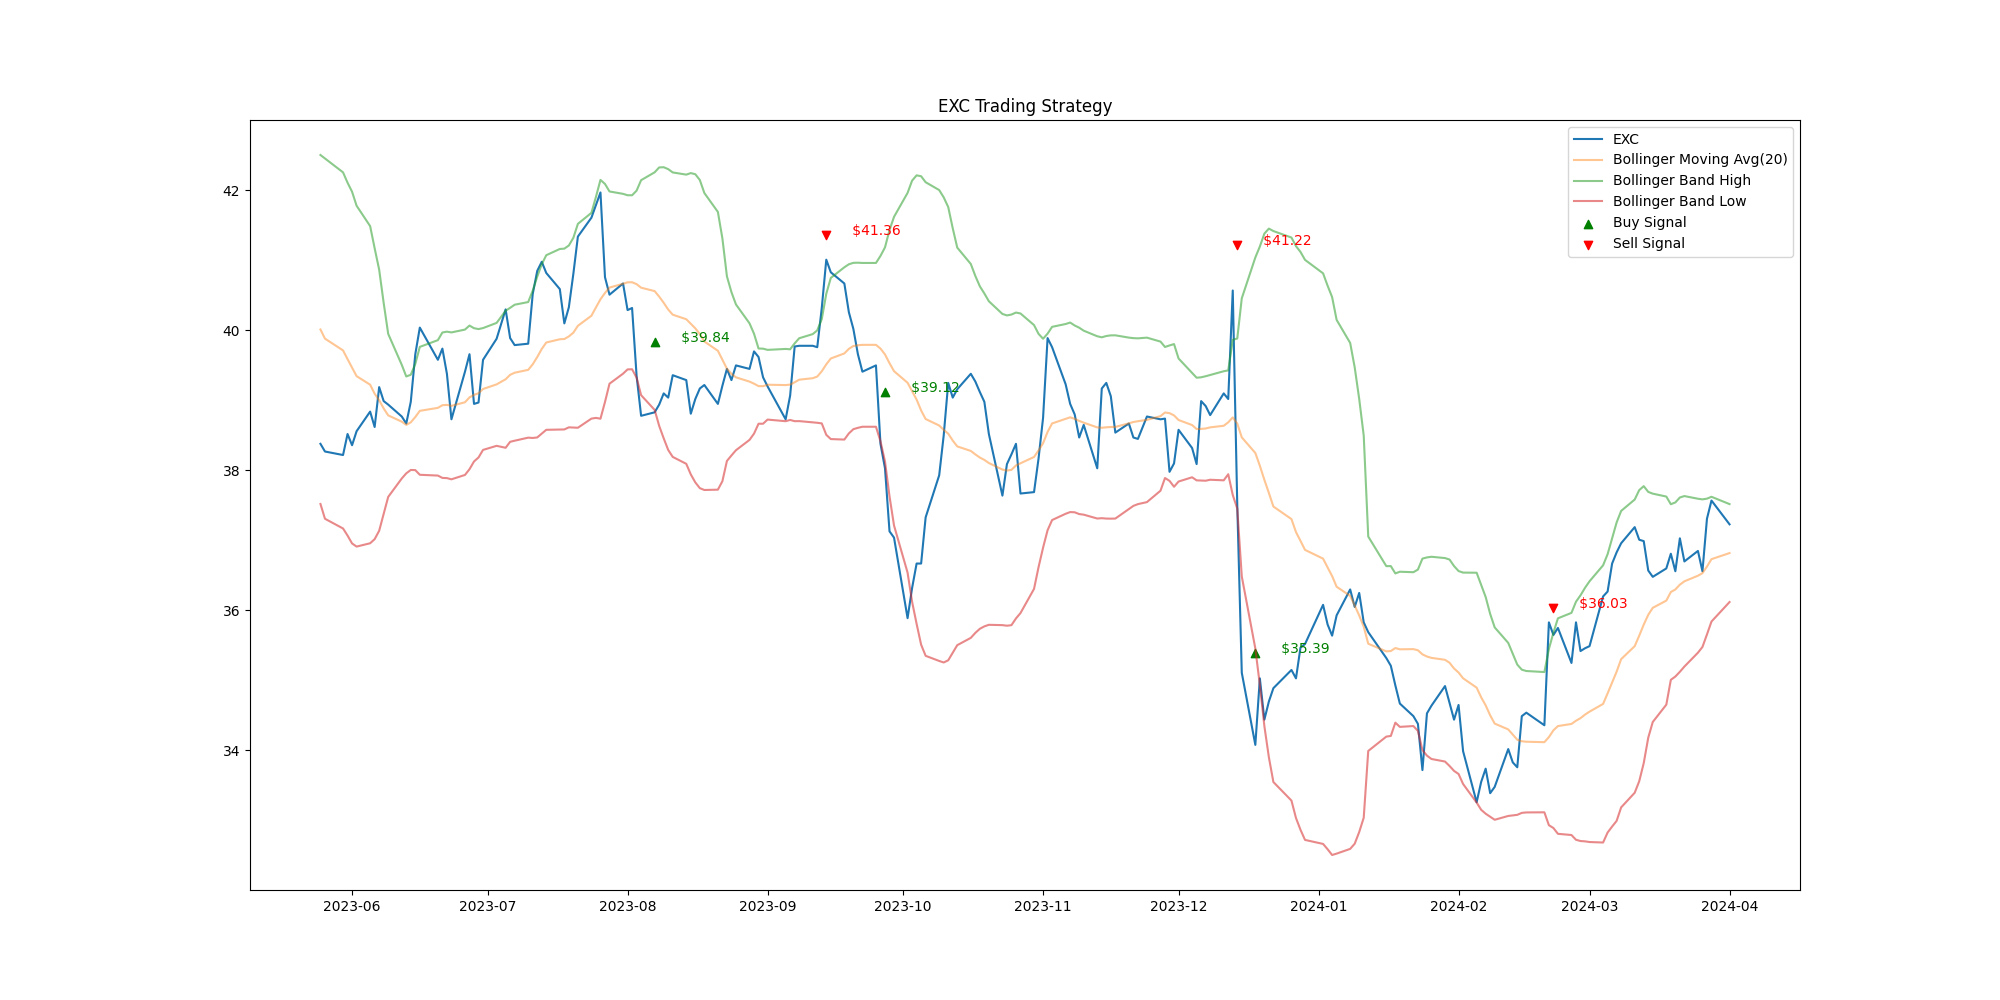 EXC Trading Strategy
EXC
Bollinger Moving Avg(20)
Bollinger Band High
Bollinger Band Low
Buy Signal
Sell Signal
42
40
38
36
34
$41.36
$41.22
$39.84
$39.12
$35.39
$36.03
2023-06 2023-07 2023-08 2023-09 2023-10 2023-11 2023-12 2024-01 2024-02 2024-03 2024-04